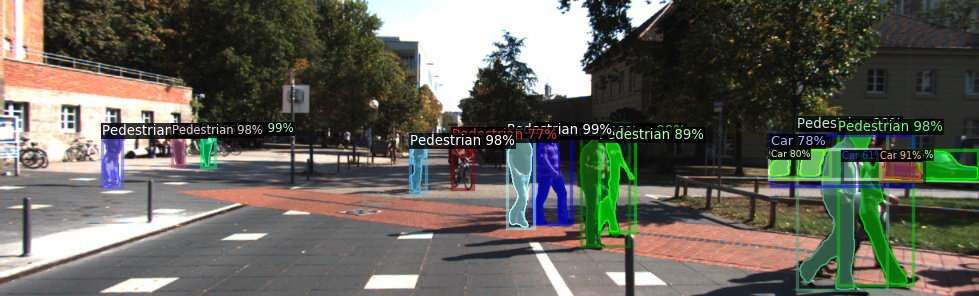 Pedestrian
Pedestrian 98%
99%
Pedestrian 98%
Pedestrian 77%
Pedestrian 99%
Pedestrian 89%
Pedestrian 98%
Car 78%
Car 80%
Car 61%
Car 91%
%